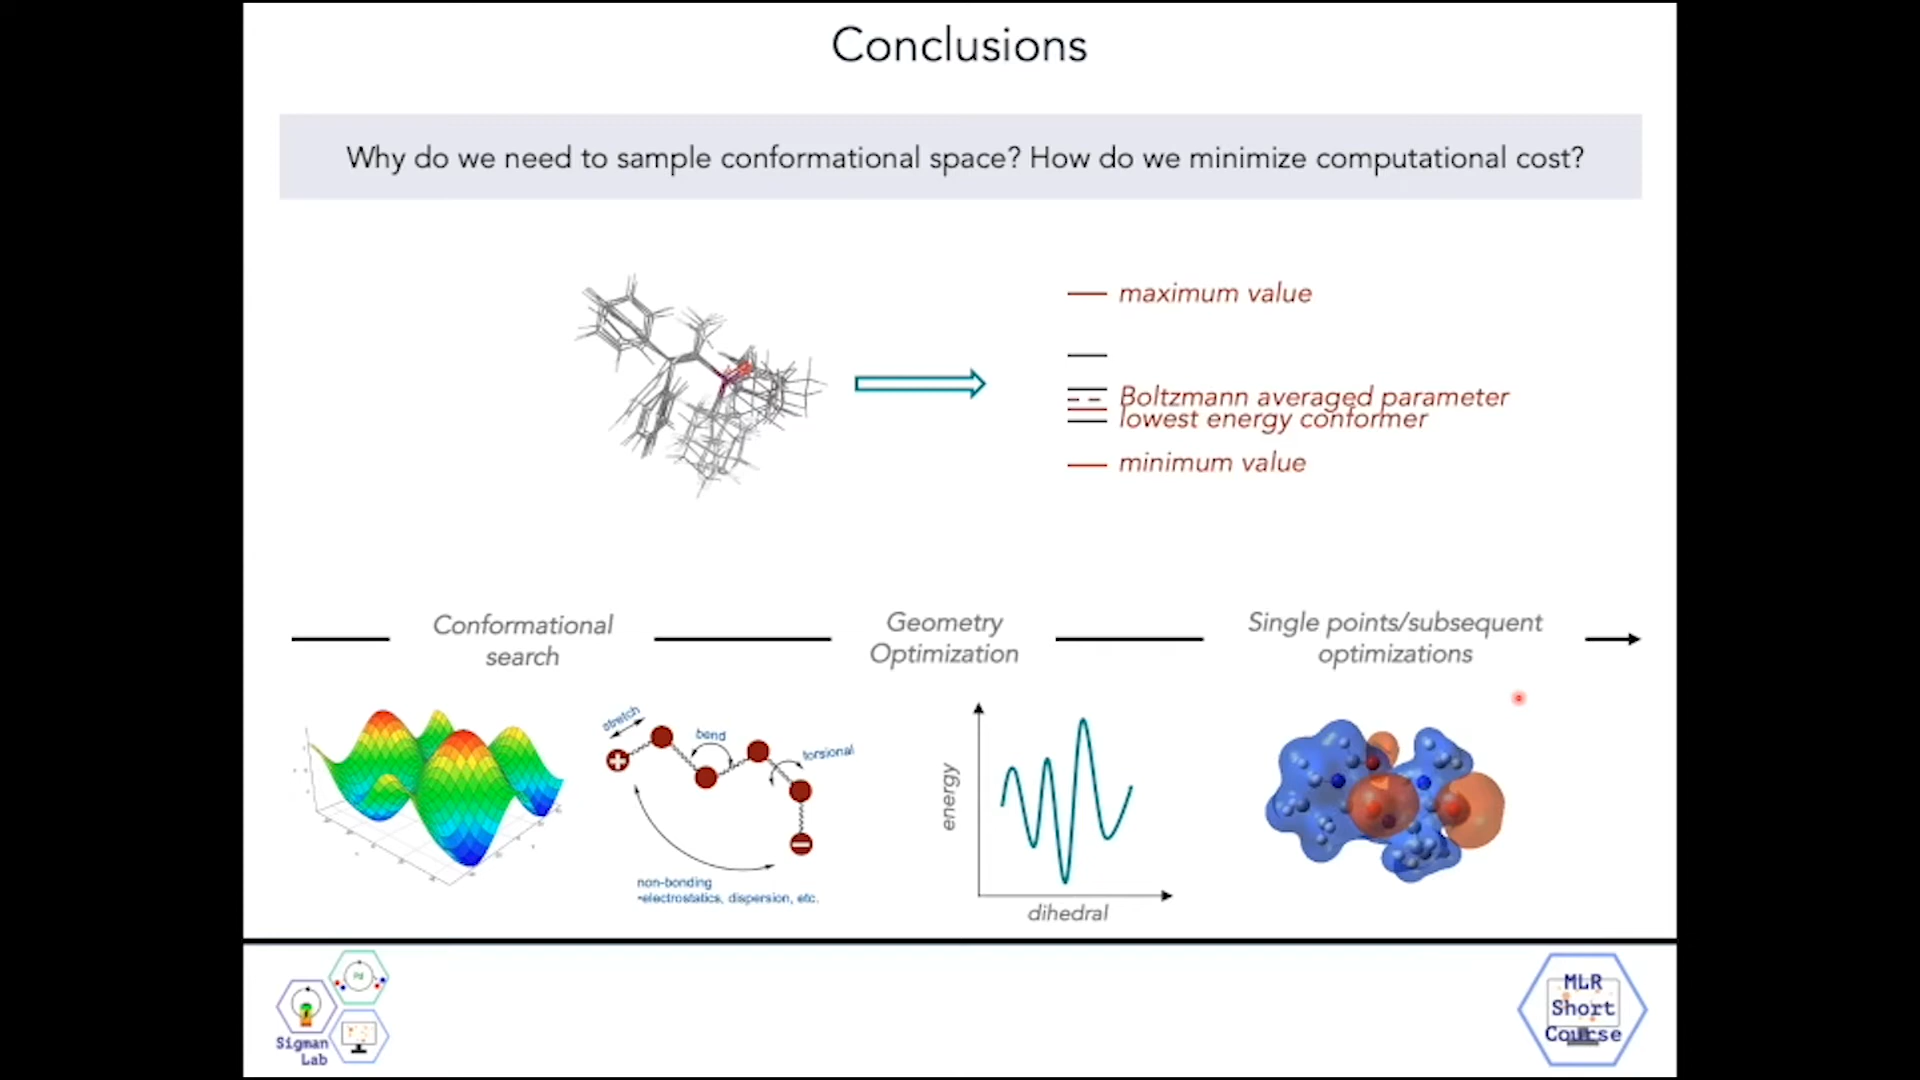 Conclusions
Why do we need to sample conformational space? How do we minimize computational cost?
maximum value
Boltzmann averaged parameter
lowest energy conformer
minimum value
Conformational
search
Geometry
Optimization
Single points/subsequent
optimizations
stretch
bend
torsional
non-bonding
•electrostatics, dispersion, etc.
energy
dihedral
Pd
Sigman
Lab
MLR
Short
Course